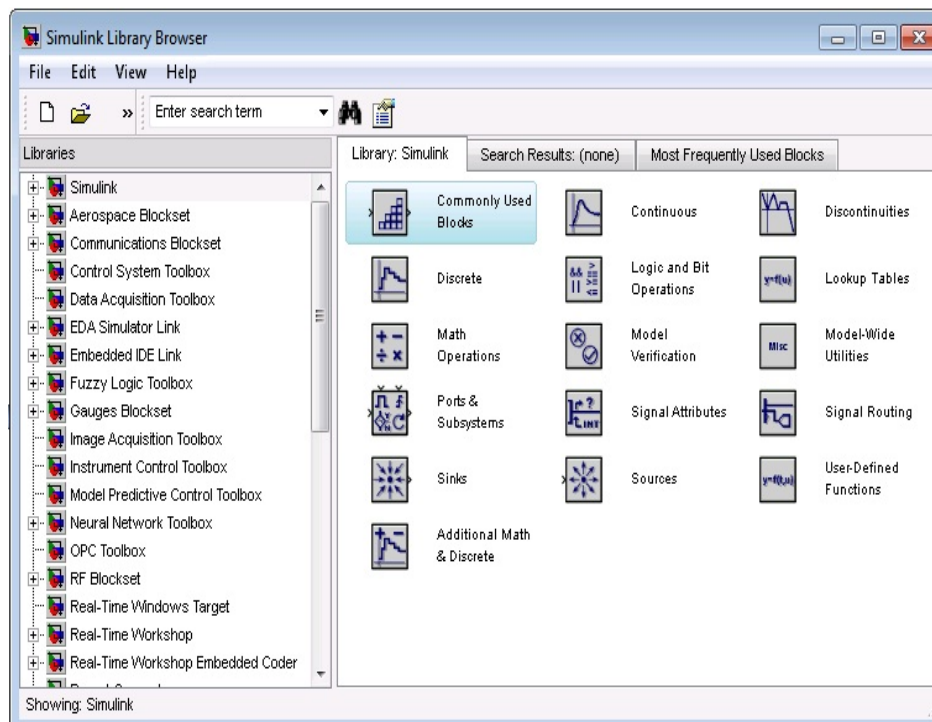 Simulink Library Browser
File Edit View Help
» Enter search term
Libraries
Simulink
Aerospace Blockset
Communications Blockset
Control System Toolbox
Data Acquisition Toolbox
EDA Simulator Link
Embedded IDE Link
Fuzzy Logic Toolbox
Gauges Blockset
Image Acquisition Toolbox
Instrument Control Toolbox
Model Predictive Control Toolbox
Neural Network Toolbox
OPC Toolbox
RF Blockset
Real-Time Windows Target
Real-Time Workshop
Real-Time Workshop Embedded Coder
Library: Simulink Search Results: (none) Most Frequently Used Blocks
Commonly Used
Blocks
Continuous
Discontinuities
Discrete
&& >
|| >=
<=
Logic and Bit
Operations
y=f(u)
Lookup Tables
+ −
÷ ×
Math
Operations
Model
Verification
Misc
Model-Wide
Utilities
Ports &
Subsystems
?
INT
Signal Attributes
Signal Routing
Sinks
Sources
y=f(t,u)
User-Defined
Functions
+ −
Additional Math
& Discrete
Showing: Simulink